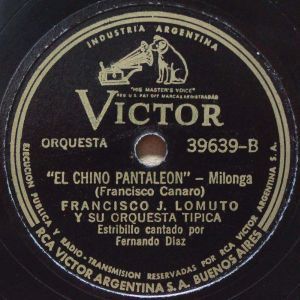 INDUSTRIA ARGENTINA
"HIS MASTER'S VOICE"
REG. U.S. PAT. OFF. MARCAS REGISTRADAS
VICTOR
ORQUESTA 39639-B
"EL CHINO PANTALEON" – Milonga
(Francisco Canaro)
FRANCISCO J. LOMUTO
Y SU ORQUESTA TIPICA
Estribillo cantado por
Fernando Diaz
EJECUCION PUBLICA Y RADIO-TRANSMISION RESERVADAS POR RCA VICTOR ARGENTINA S.A.
RCA VICTOR ARGENTINA S.A. BUENOS AIRES